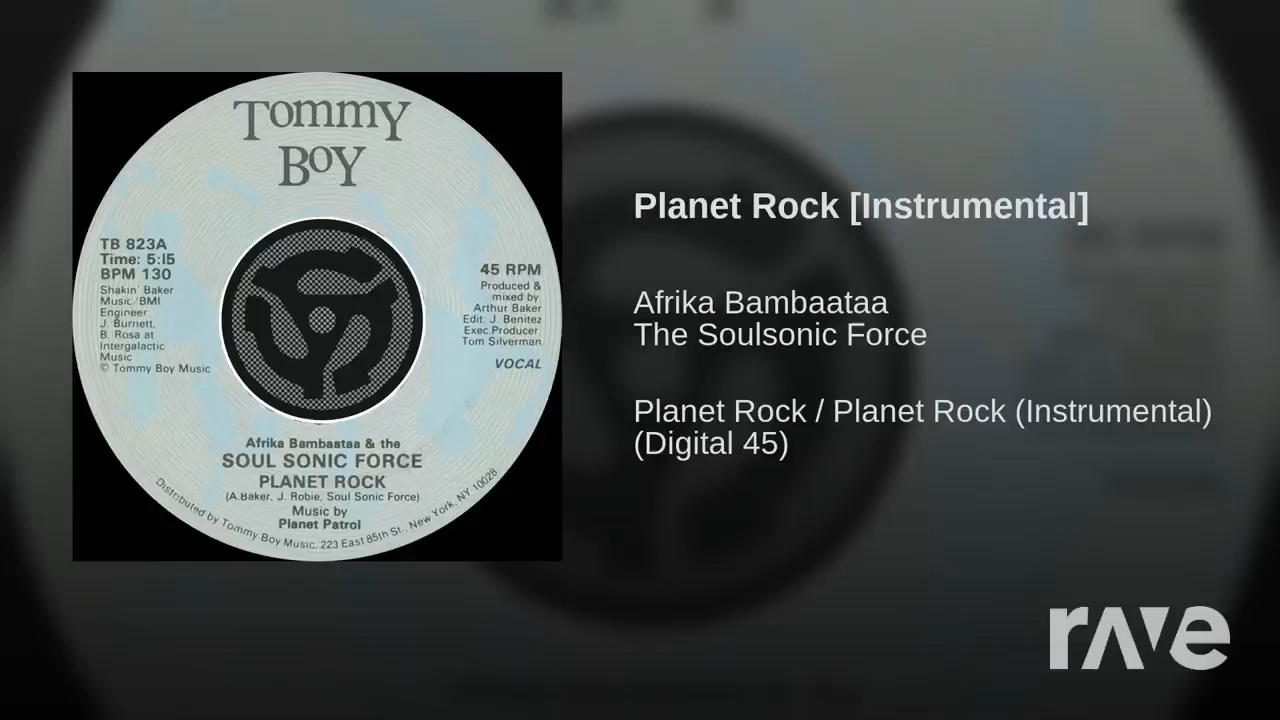 Tommy
Boy
TB 823A
Time: 5:15
BPM 130
Shakin' Baker
Music/BMI
Engineer:
J. Burnett,
B. Rosa at
Intergalactic
Music
© Tommy Boy Music
45 RPM
Produced &
mixed by
Arthur Baker
Edit: J. Benitez
Exec.Producer,
Tom Silverman
VOCAL
Afrika Bambaataa & the
SOUL SONIC FORCE
PLANET ROCK
(A.Baker, J. Robie, Soul Sonic Force)
Music by
Planet Patrol
Distributed by Tommy Boy Music, 223 East 85th St., New York, NY 10028
Planet Rock [Instrumental]
Afrika Bambaataa
The Soulsonic Force
Planet Rock / Planet Rock (Instrumental)
(Digital 45)
rave